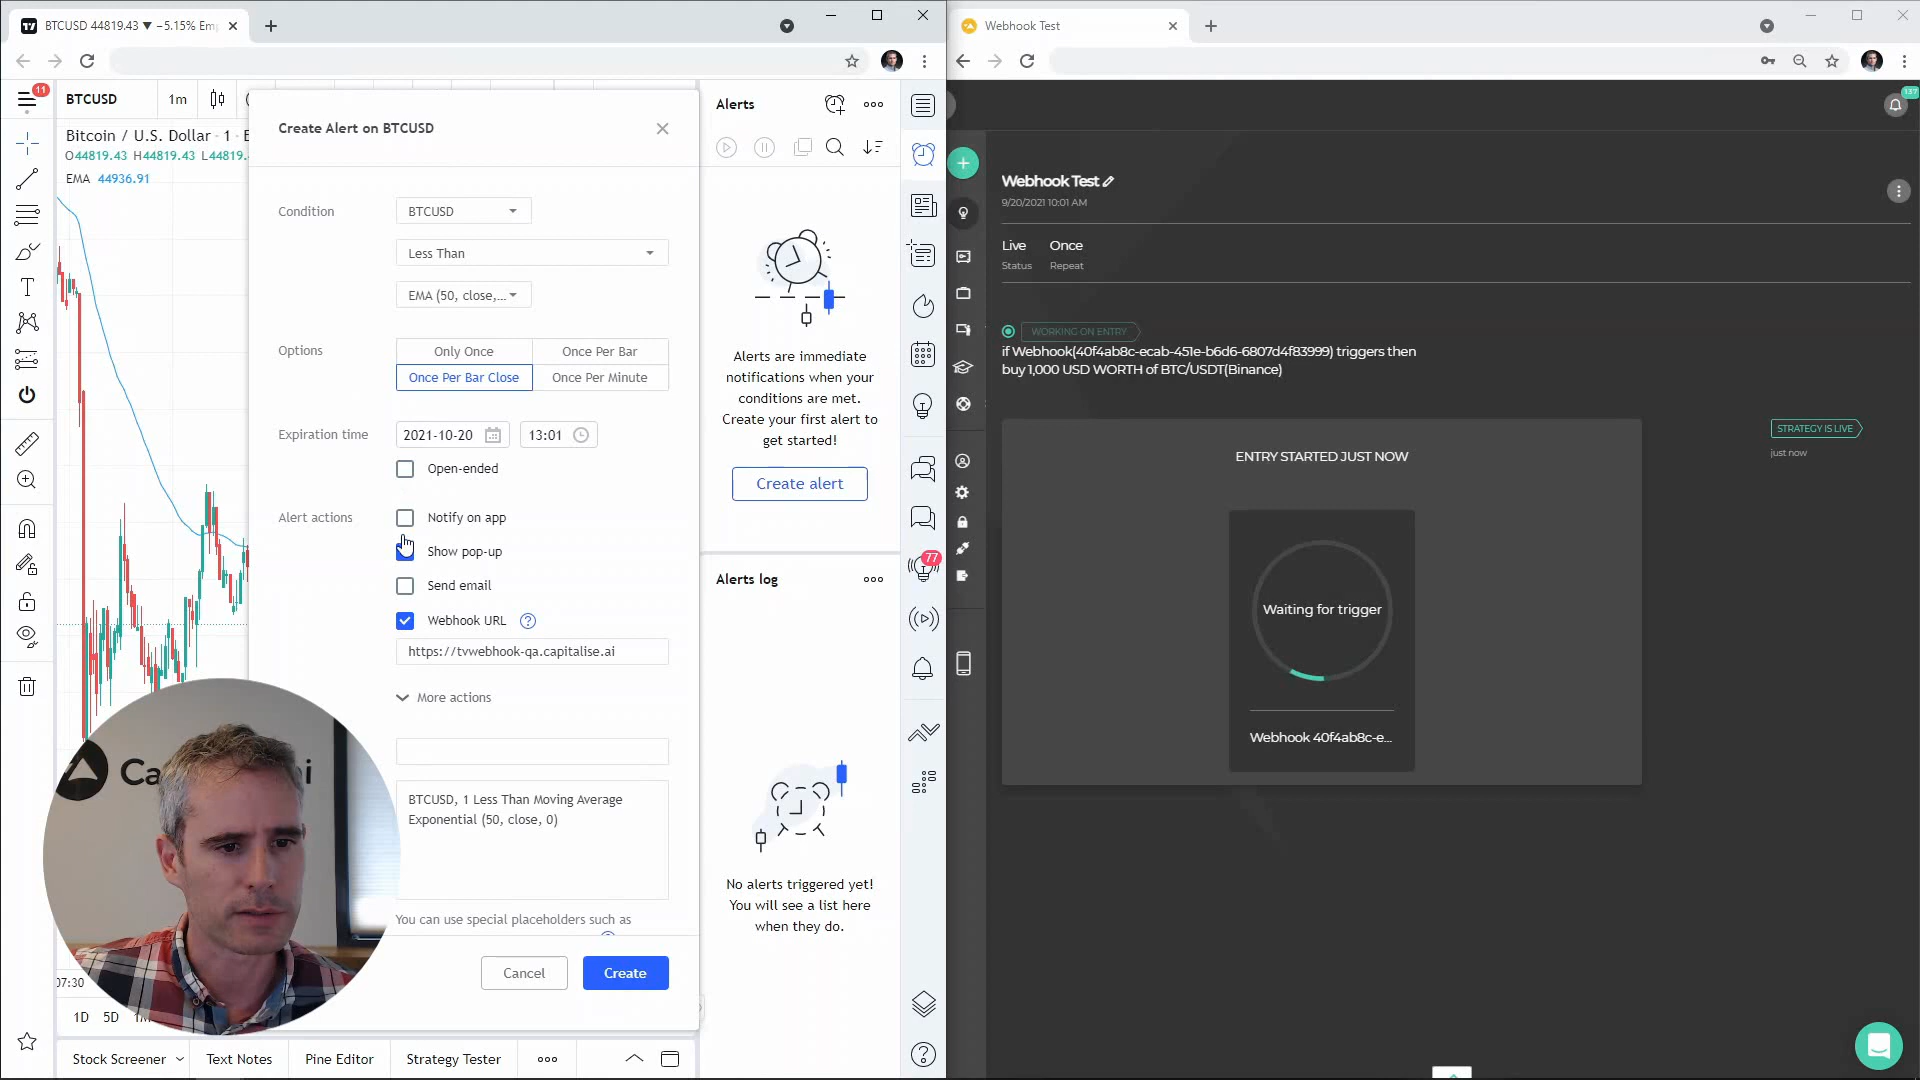 BTCUSD 44819.43 ▼ −5.15%
Webhook Test
11
BTCUSD
1m
Bitcoin / U.S. Dollar · 1 ·
O44819.43 H44819.43 L44819.
EMA 44936.91
Create Alert on BTCUSD
Condition
BTCUSD
Less Than
EMA (50, close,...
Options
Only Once
Once Per Bar
Once Per Bar Close
Once Per Minute
Expiration time
2021-10-20
13:01
Open-ended
Alert actions
Notify on app
Show pop-up
Send email
Webhook URL
https://tvwebhook-qa.capitalise.ai
More actions
BTCUSD, 1 Less Than Moving Average
Exponential (50, close, 0)
You can use special placeholders such as
Cancel
Create
07:30
1D 5D
Stock Screener
Text Notes
Pine Editor
Strategy Tester
Alerts
Alerts are immediate
notifications when your
conditions are met.
Create your first alert to
get started!
Create alert
Alerts log
No alerts triggered yet!
You will see a list here
when they do.
77
137
Webhook Test
9/20/2021 10:01 AM
Live Once
Status Repeat
WORKING ON ENTRY
if Webhook(40f4ab8c-ecab-451e-b6d6-6807d4f83999) triggers then
buy 1,000 USD WORTH of BTC/USDT(Binance)
ENTRY STARTED JUST NOW
Waiting for trigger
Webhook 40f4ab8c-e...
STRATEGY IS LIVE
just now